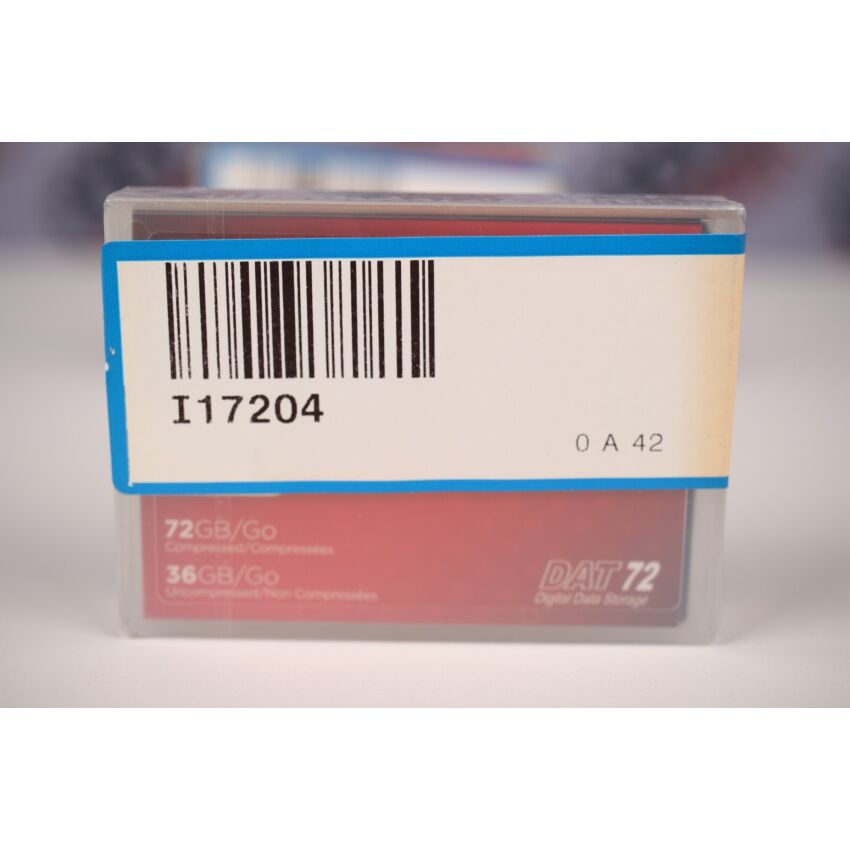 I17204
0 A 42
72GB/Go
Compressed/Compressées
36GB/Go
Uncompressed/Non Compressées
DAT 72
Digital Data Storage